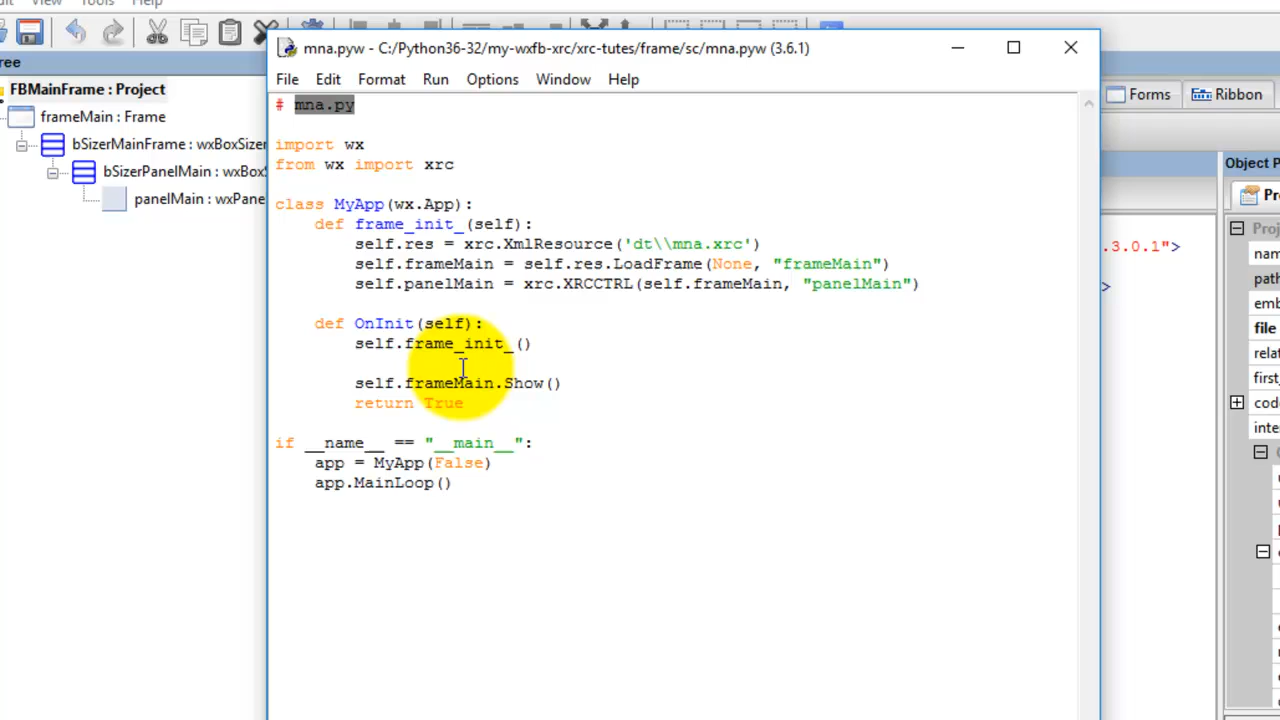 View Tools Help
mna.pyw - C:/Python36-32/my-wxfb-xrc/xrc-tutes/frame/sc/mna.pyw (3.6.1)
File Edit Format Run Options Window Help
ree
FBMainFrame : Project
frameMain : Frame
bSizerMainFrame : wxBoxSizer
bSizerPanelMain : wxBox
panelMain : wxPane
# mna.py
import wx
from wx import xrc
class MyApp(wx.App):
def frame_init_(self):
self.res = xrc.XmlResource('dt\\mna.xrc')
self.frameMain = self.res.LoadFrame(None, "frameMain")
self.panelMain = xrc.XRCCTRL(self.frameMain, "panelMain")
def OnInit(self):
self.frame_init_()
self.frameMain.Show()
return True
if __name__ == "__main__":
app = MyApp(False)
app.MainLoop()
Forms Ribbon
Object P
Pr
.3.0.1">
>
Proj
nam
path
emb
file
relat
first_
cod
inter